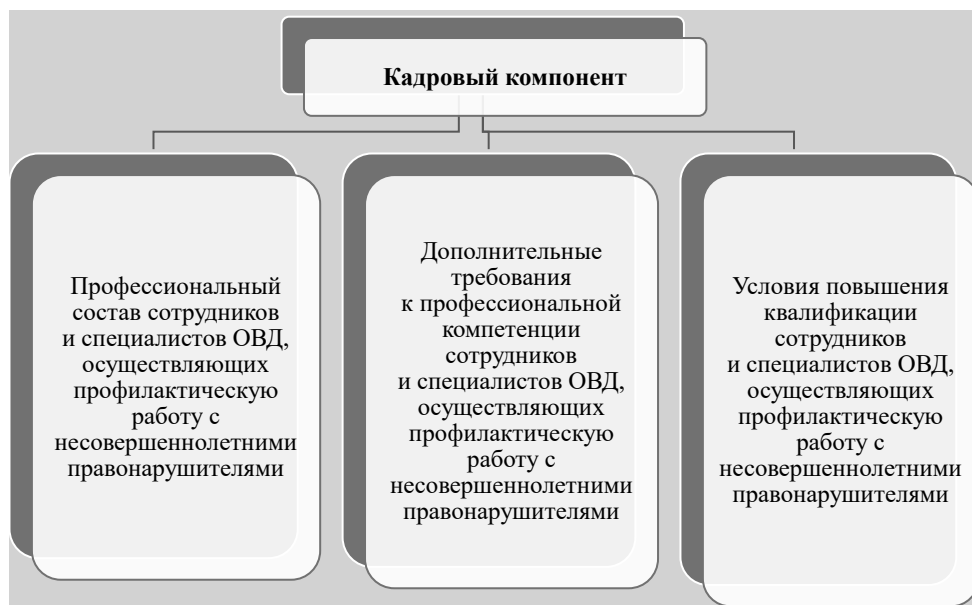 Кадровый компонент
Профессиональный
состав сотрудников
и специалистов ОВД,
осуществляющих
профилактическую
работу с
несовершеннолетними
правонарушителями
Дополнительные
требования
к профессиональной
компетенции
сотрудников
и специалистов ОВД,
осуществляющих
профилактическую
работу с
несовершеннолетними
правонарушителями
Условия повышения
квалификации
сотрудников
и специалистов ОВД,
осуществляющих
профилактическую
работу с
несовершеннолетними
правонарушителями